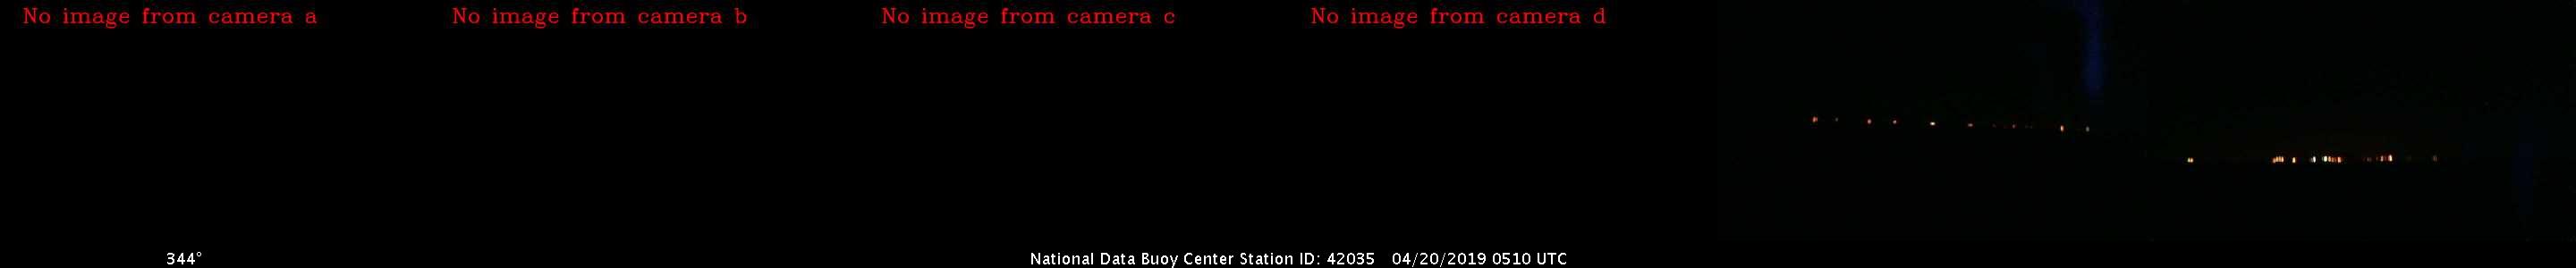 No image from camera a
No image from camera b
No image from camera c
No image from camera d
344°
National Data Buoy Center Station ID: 42035 04/20/2019 0510 UTC